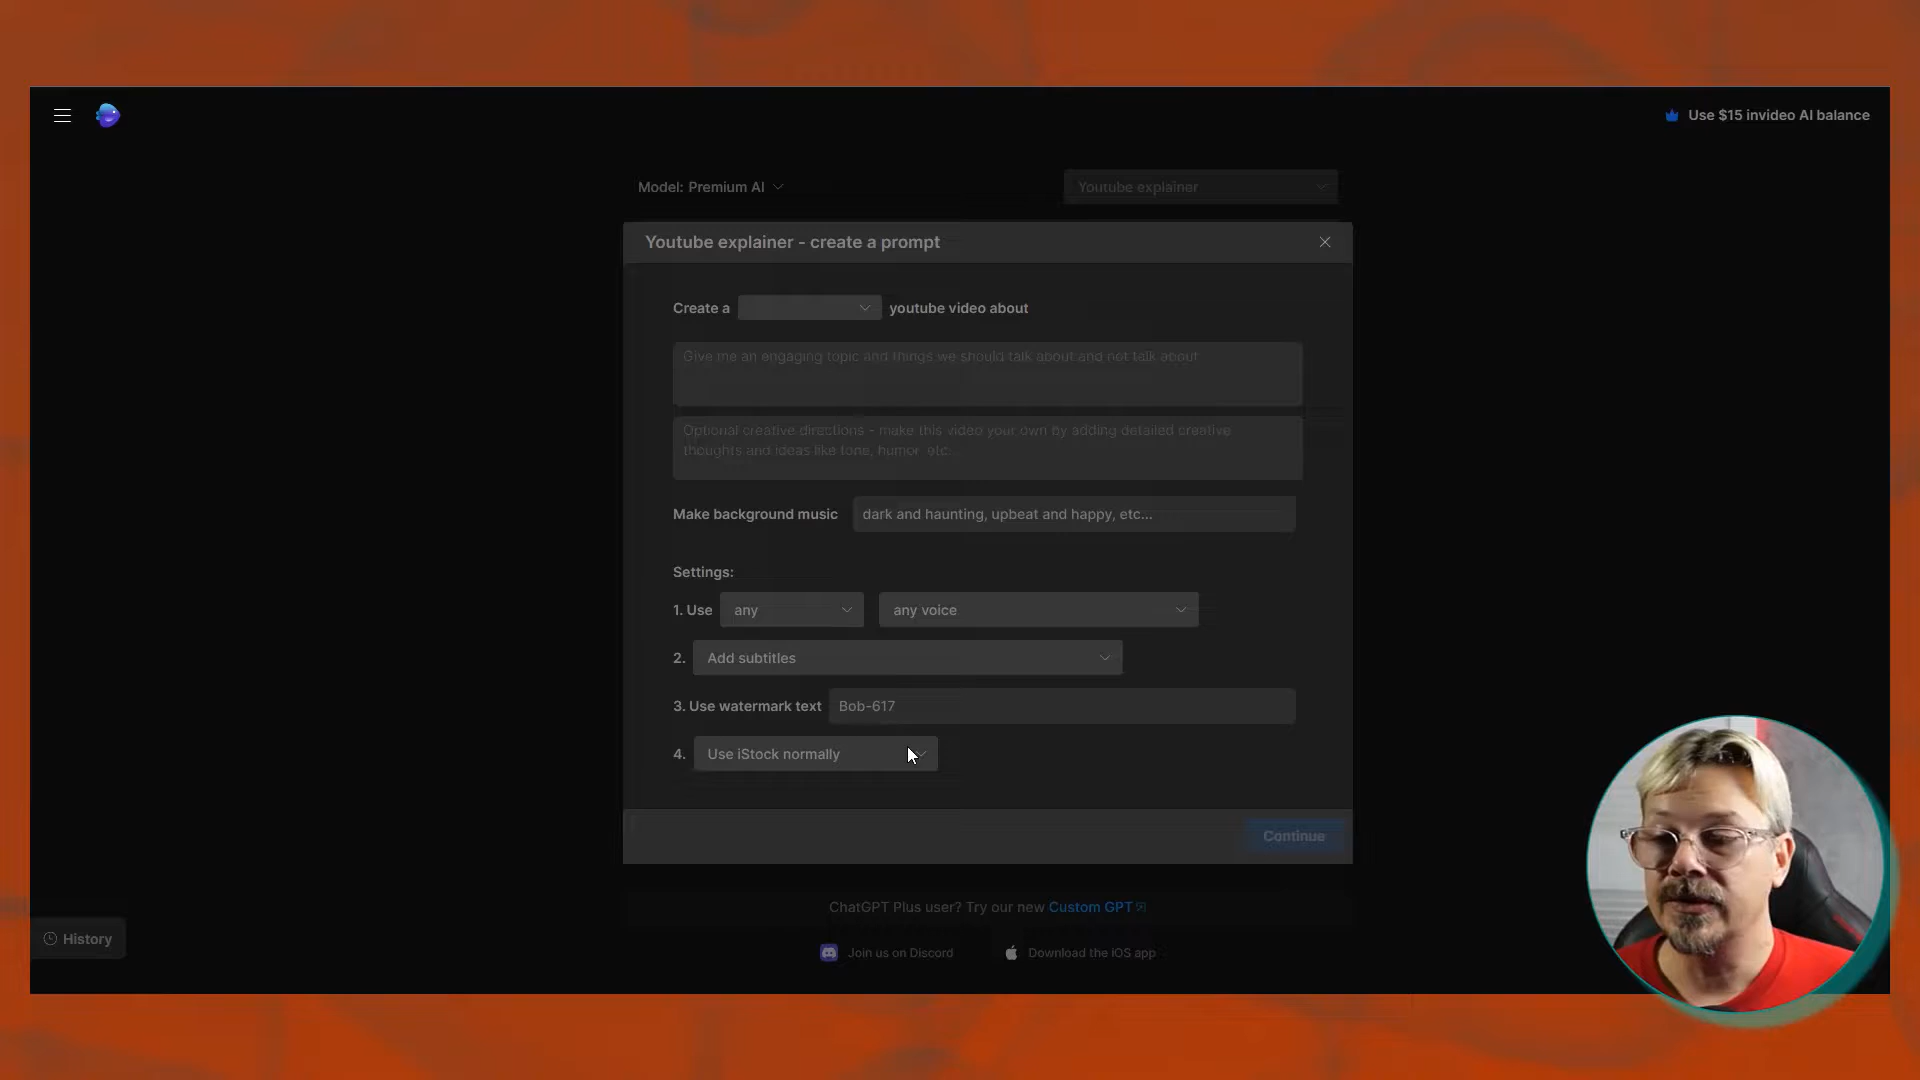 Use $15 invideo AI balance
Model: Premium AI
Youtube explainer
Youtube explainer - create a prompt
Create a youtube video about
Give me an engaging topic and things we should talk about and not talk about
Optional creative directions - make this video your own by adding detailed creative
thoughts and ideas like tone, humor, etc.
Make background music dark and haunting, upbeat and happy, etc...
Settings:
1. Use any any voice
2. Add subtitles
3. Use watermark text Bob-617
4. Use iStock normally
Continue
ChatGPT Plus user? Try our new Custom GPT
History
Join us on Discord Download the iOS app